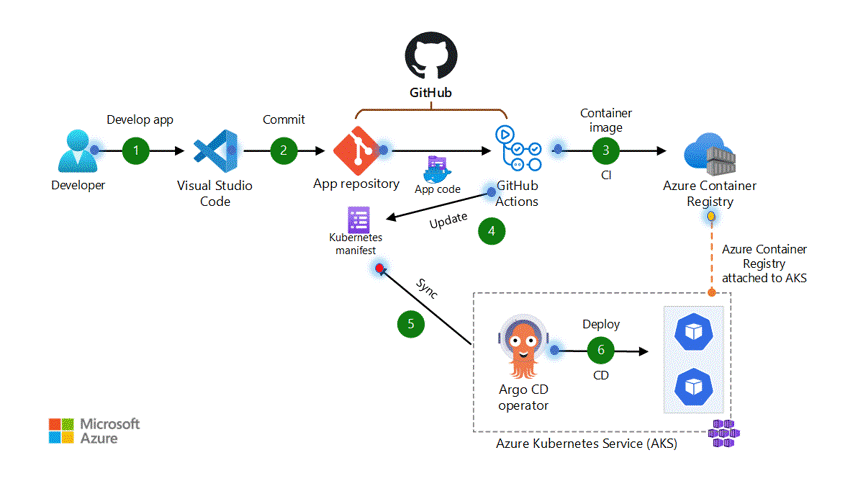 GitHub
Develop app
1
Developer
Visual Studio
Code
Commit
2
App repository
App code
GitHub
Actions
Container
image
3
CI
Azure Container
Registry
Update
4
Kubernetes
manifest
Sync
5
Azure Container
Registry
attached to AKS
Argo CD
operator
Deploy
6
CD
Azure Kubernetes Service (AKS)
Microsoft
Azure